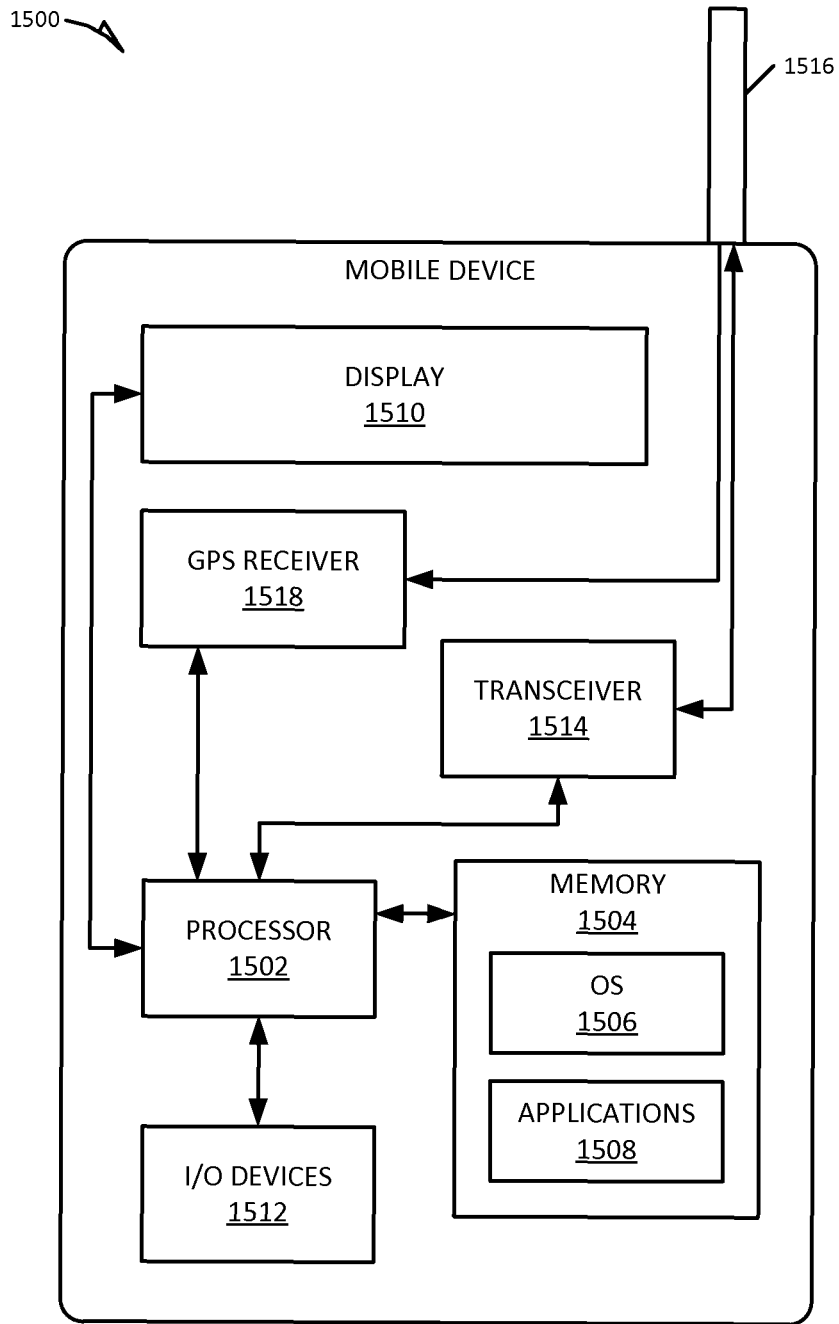 1500
1516
MOBILE DEVICE
DISPLAY
1510
GPS RECEIVER
1518
TRANSCEIVER
1514
PROCESSOR
1502
MEMORY
1504
OS
1506
APPLICATIONS
1508
I/O DEVICES
1512